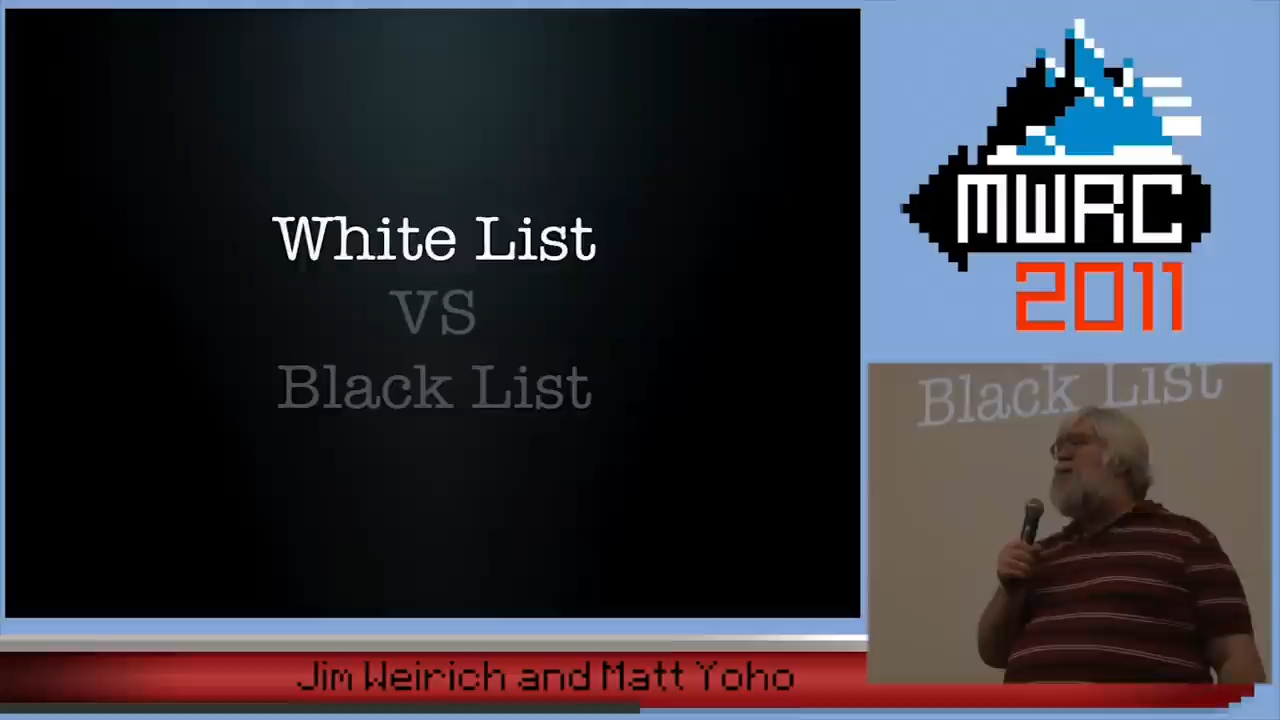 White List
VS
Black List
MWRC
2011
Black List
Jim Weirich and Matt Yoho